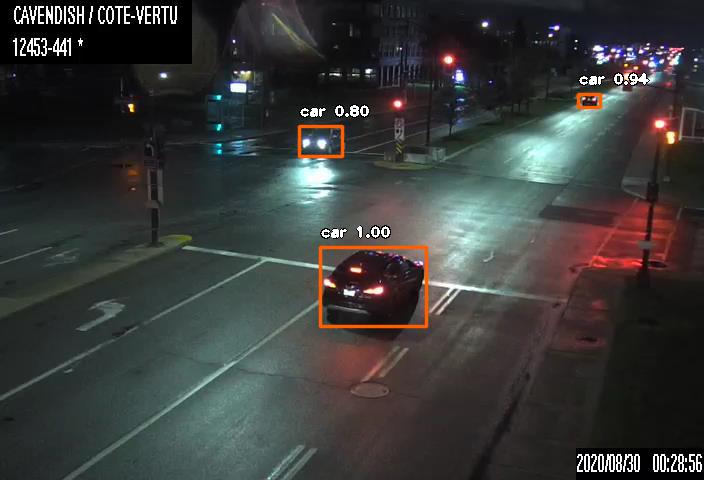 CAVENDISH / COTE-VERTU
12453-441 *
car 0.94
car 0.80
car 1.00
2020/08/30 00:28:56